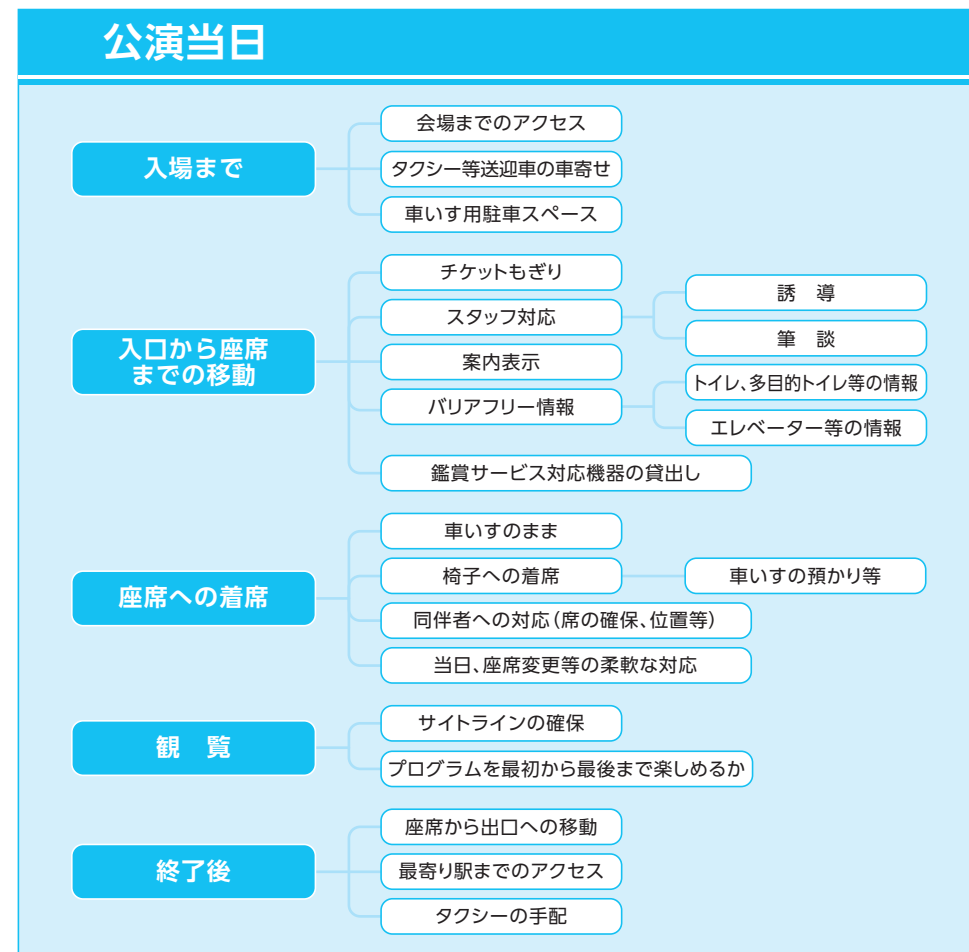 公演当日
入場まで
会場までのアクセス
タクシー等送迎車の車寄せ
車いす用駐車スペース
入口から座席
までの移動
チケットもぎり
スタッフ対応
誘　導
筆　談
案内表示
バリアフリー情報
トイレ、多目的トイレ等の情報
エレベーター等の情報
鑑賞サービス対応機器の貸出し
座席への着席
車いすのまま
椅子への着席
車いすの預かり等
同伴者への対応（席の確保、位置等）
当日、座席変更等の柔軟な対応
観　覧
サイトラインの確保
プログラムを最初から最後まで楽しめるか
終了後
座席から出口への移動
最寄り駅までのアクセス
タクシーの手配